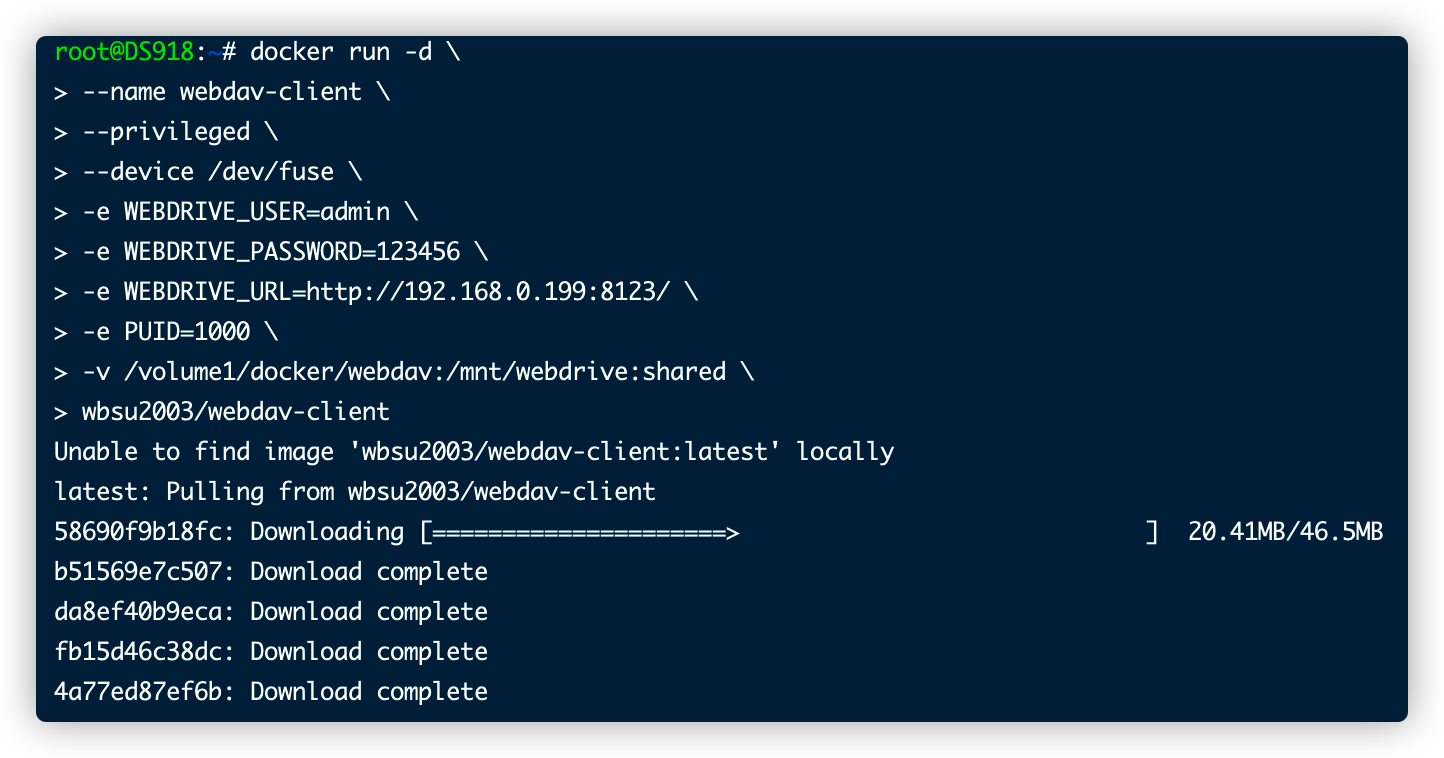 root@DS918:~# docker run -d \
> --name webdav-client \
> --privileged \
> --device /dev/fuse \
> -e WEBDRIVE_USER=admin \
> -e WEBDRIVE_PASSWORD=123456 \
> -e WEBDRIVE_URL=http://192.168.0.199:8123/ \
> -e PUID=1000 \
> -v /volume1/docker/webdav:/mnt/webdrive:shared \
> wbsu2003/webdav-client
Unable to find image 'wbsu2003/webdav-client:latest' locally
latest: Pulling from wbsu2003/webdav-client
58690f9b18fc: Downloading [=====================>                             ]  20.41MB/46.5MB
b51569e7c507: Download complete
da8ef40b9eca: Download complete
fb15d46c38dc: Download complete
4a77ed87ef6b: Download complete